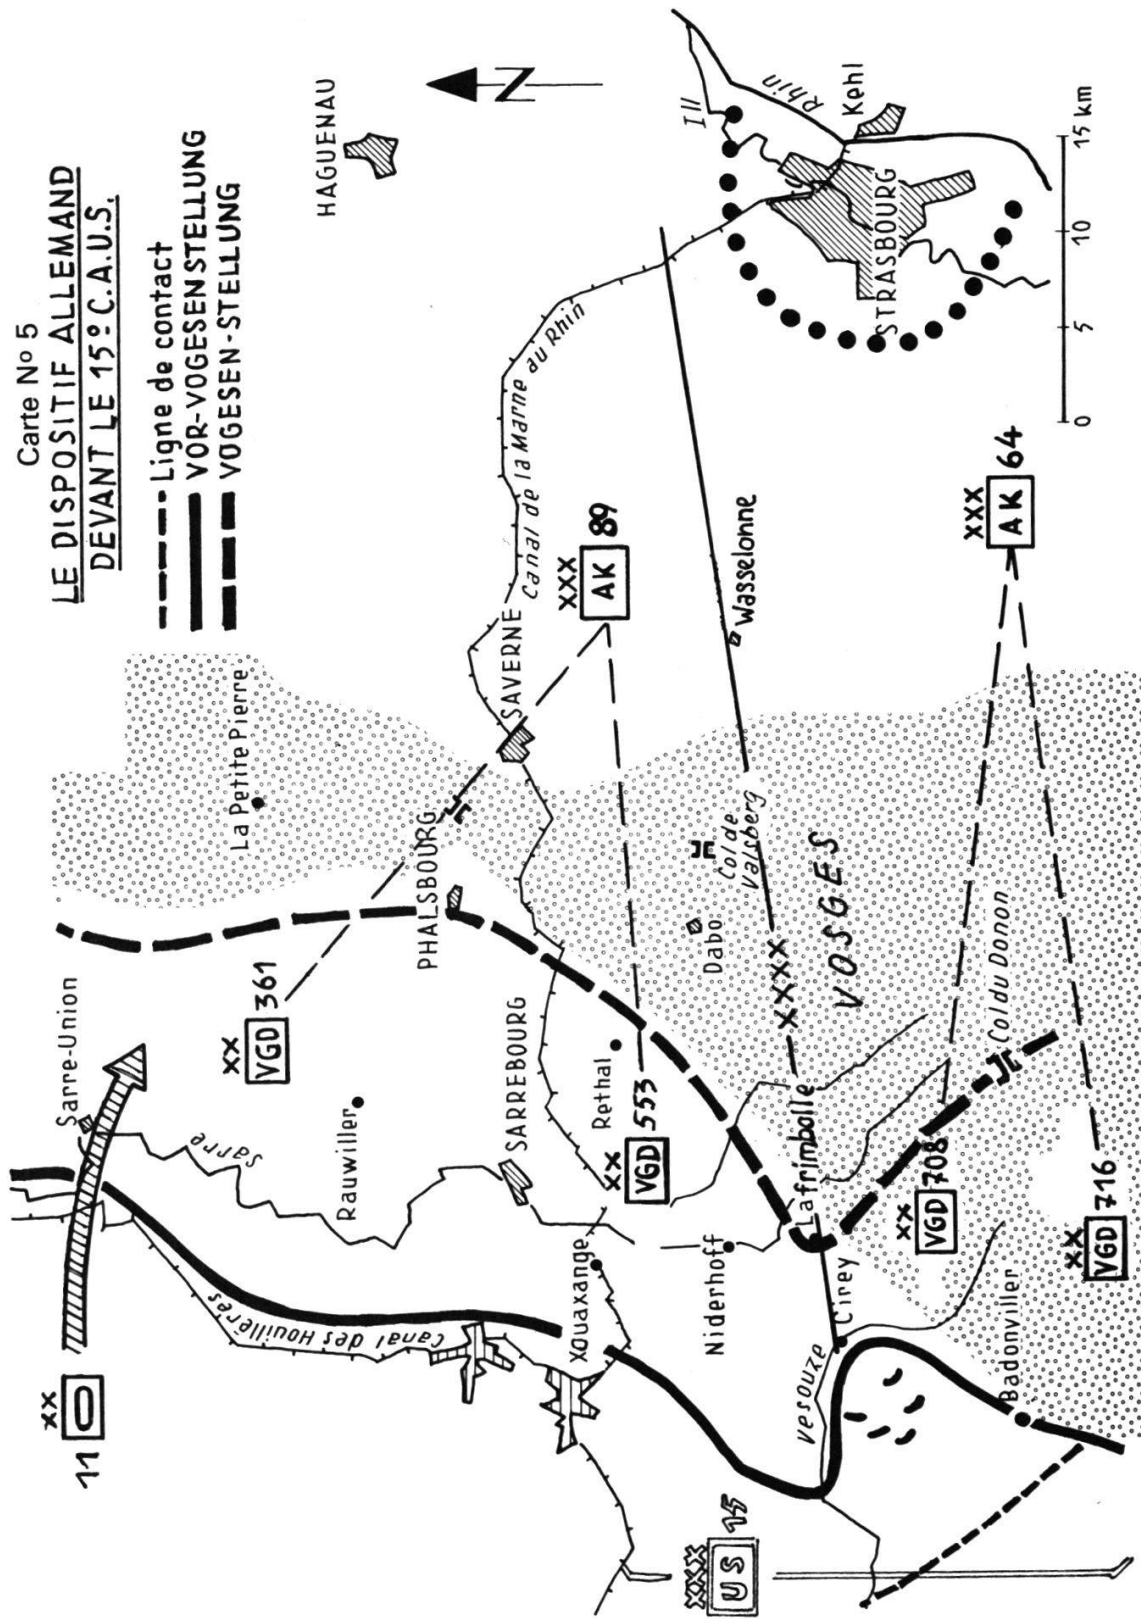 Carte Nº 5
LE DISPOSITIF ALLEMAND
DEVANT LE 15º C.A.U.S.
Ligne de contact
VOR-VOGESENSTELLUNG
VOGESEN-STELLUNG
HAGUENAU
N
La Petite Pierre
Sarre-Union
XX
11
XX
VGD 361
Sarre
Rauwiller
PHALSBOURG
SAVERNE
Canal de la Marne au Rhin
XXX
AK 89
Canal des Houillères
SARREBOURG
Rethal
XX
VGD 553
Xouaxange
Niderhoff
Dabo
Col de
Valsberg
Wasselonne
XXXX
Lafrimbolle
VOSGES
Cirey
Vesouze
XXXX
US 15
Ill
Rhin
Kehl
STRASBOURG
XX
VGD 708
Col du Donon
XXX
AK 64
Badonviller
XX
VGD 716
0 5 10 15 km